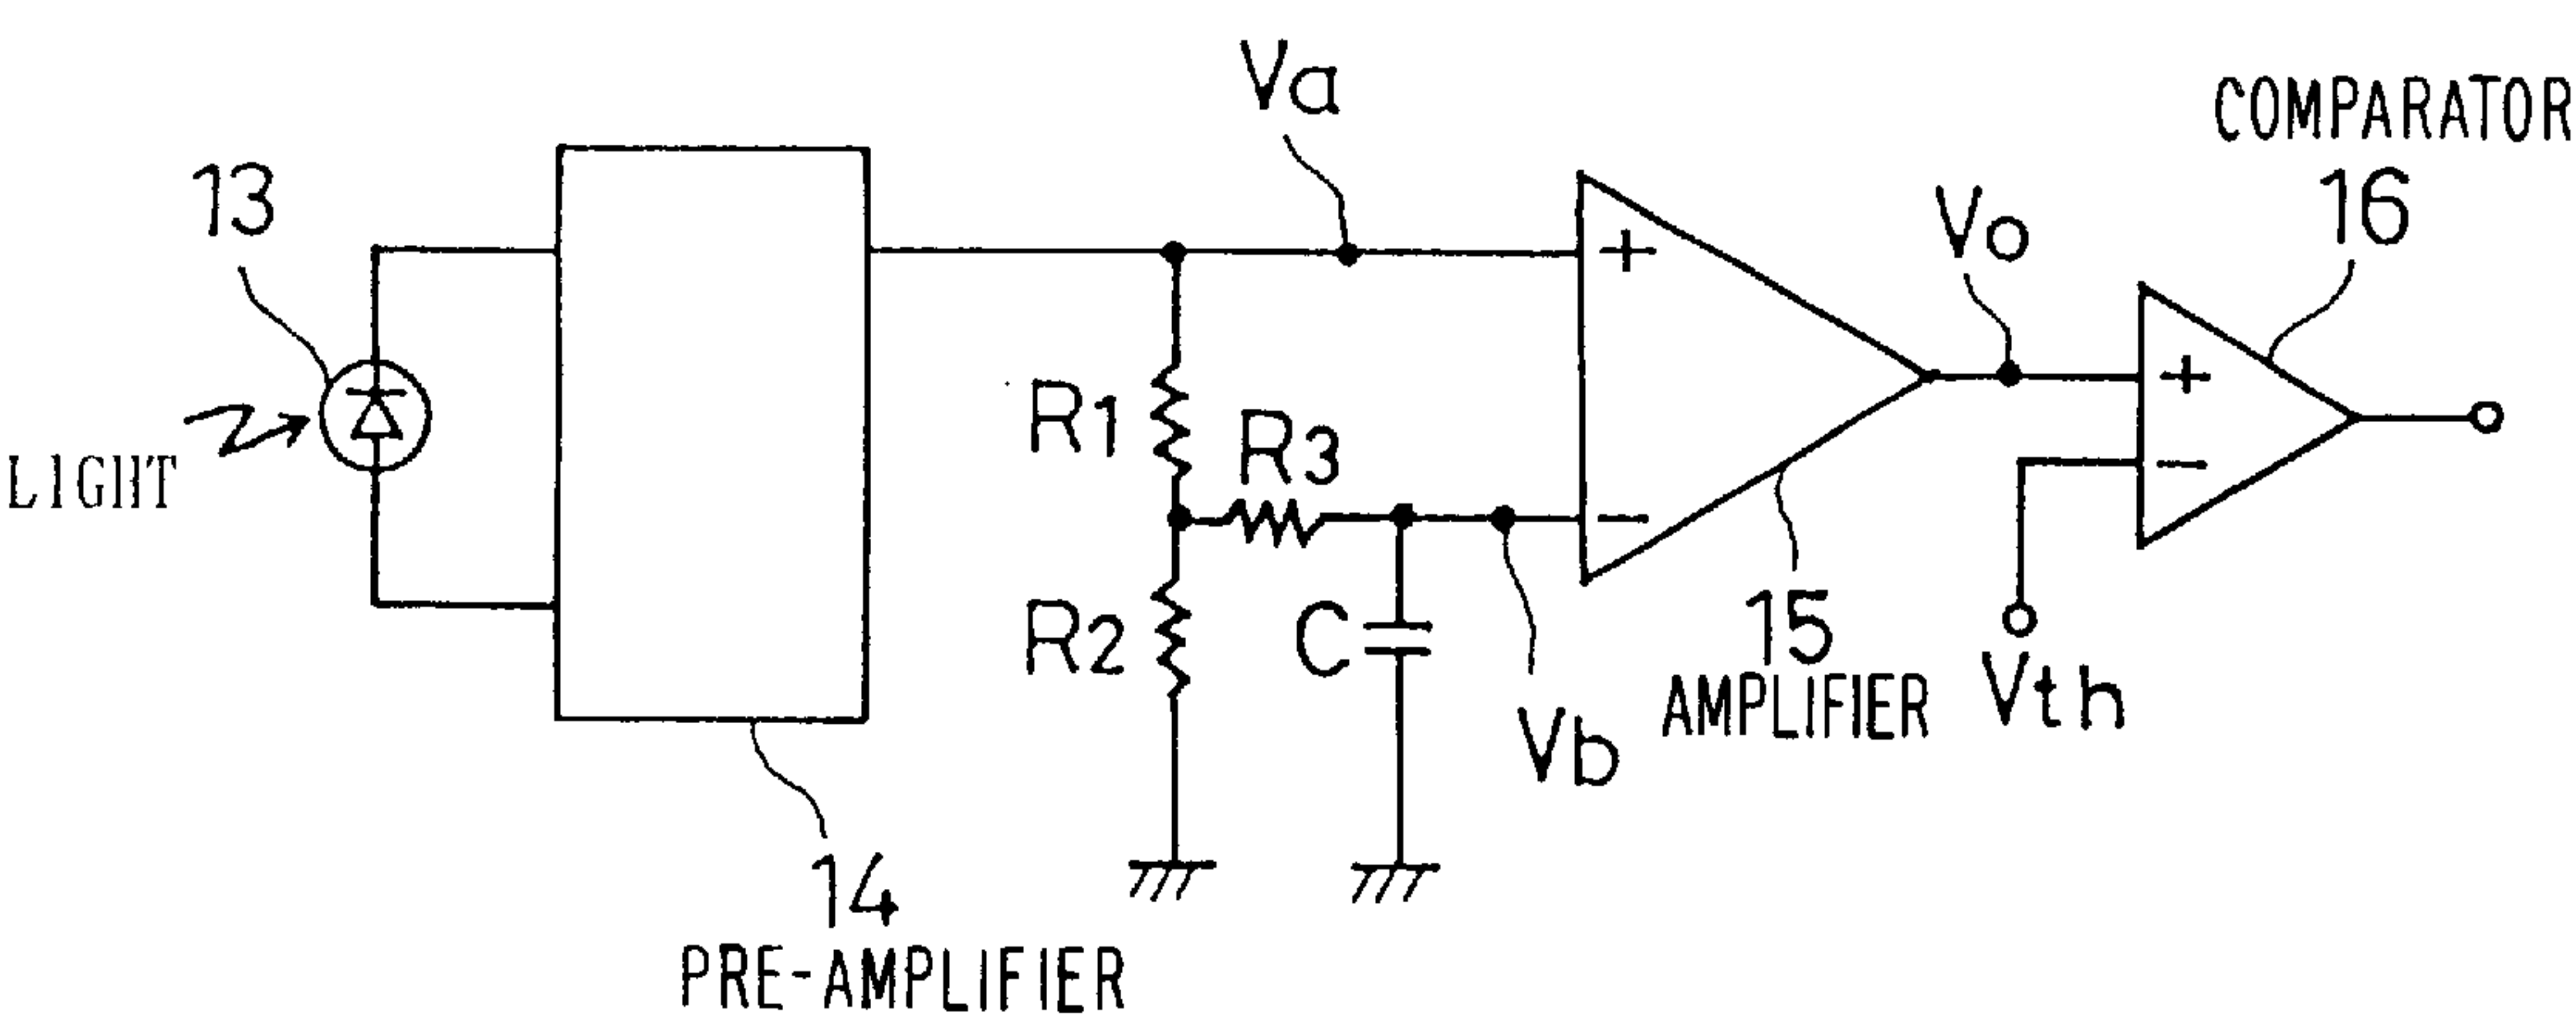 Va
COMPARATOR
16
13
Vo
+
+
R1
R3
LIGHT
-
-
R2
C
15
AMPLIFIER
Vth
Vb
14
PRE-AMPLIFIER